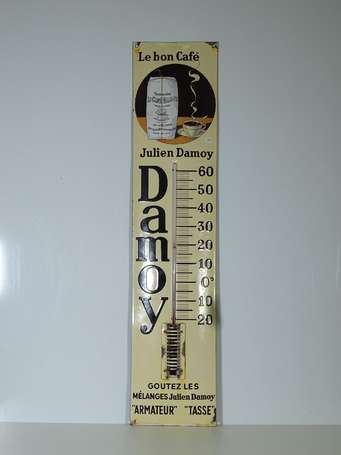 Le bon Café
Julien Damoy
Damoy
60
50
40
30
20
10
0°
10
20
GOUTEZ LES
MÉLANGES Julien Damoy
"ARMATEUR" "TASSE"